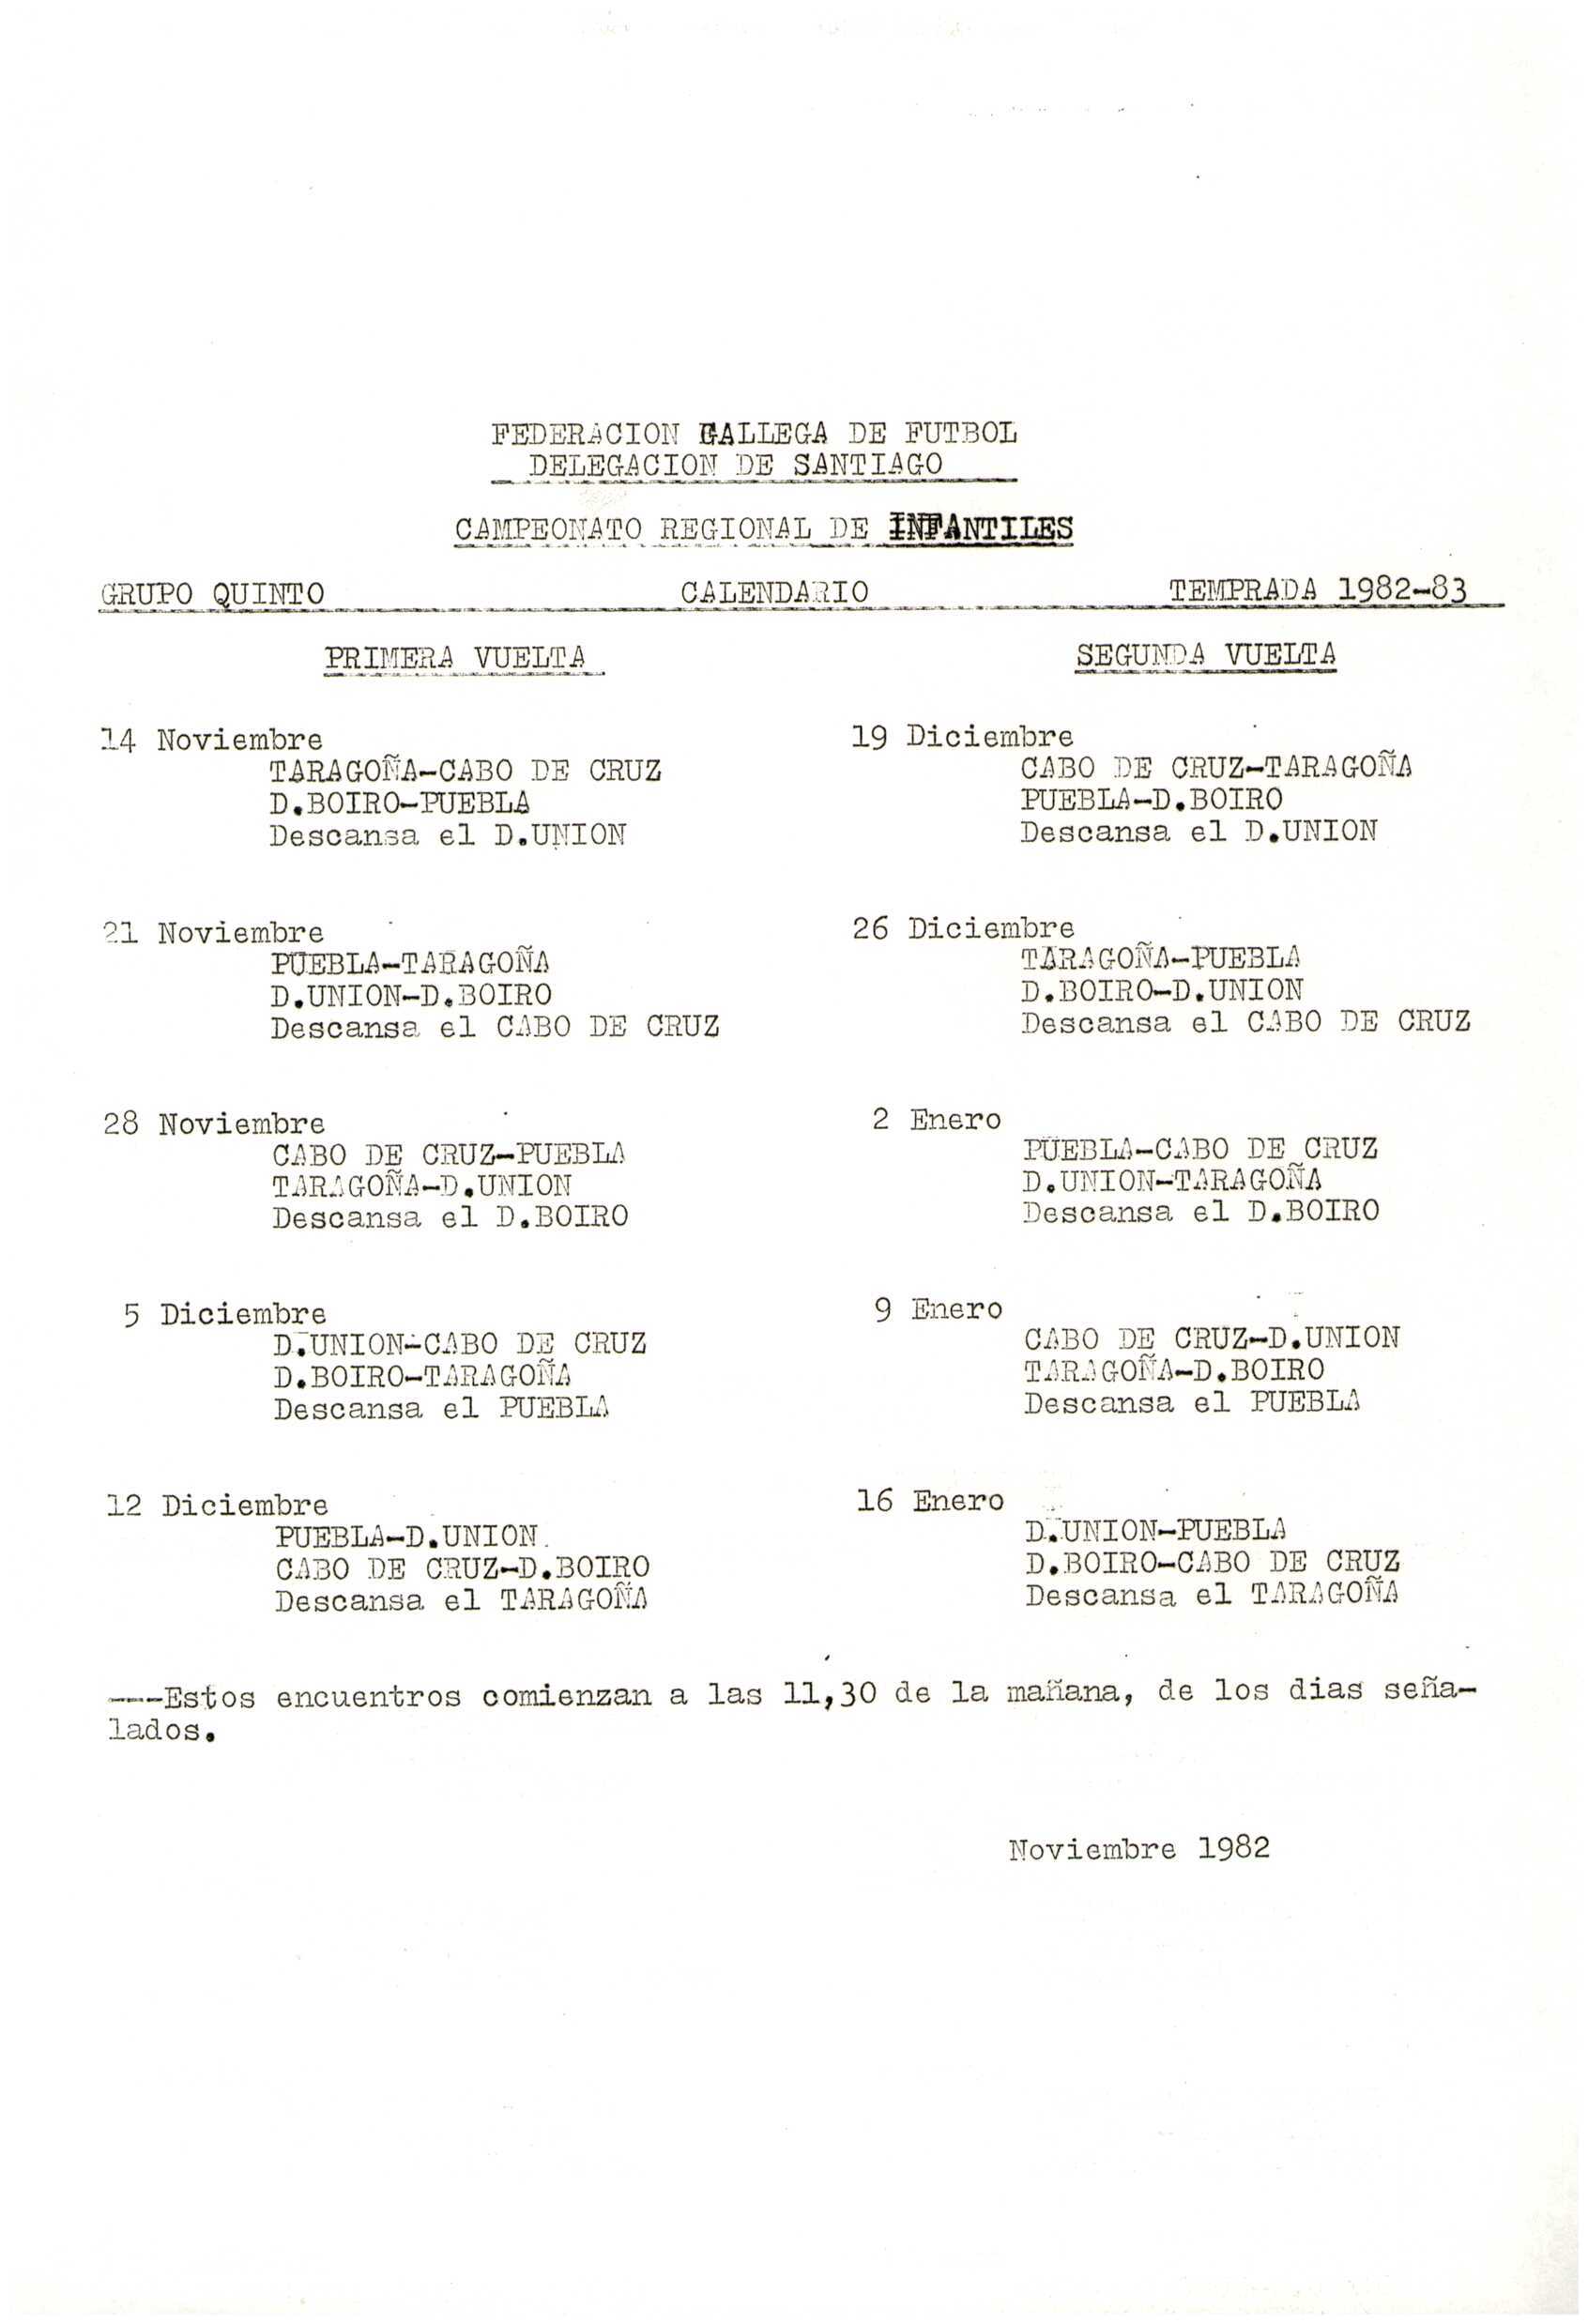 FEDERACION GALLEGA DE FUTBOL
DELEGACION DE SANTIAGO
CAMPEONATO REGIONAL DE INFANTILES
GRUPO QUINTO CALENDARIO TEMPRADA 1982-83
PRIMERA VUELTA
14 Noviembre
TARAGOÑA-CABO DE CRUZ
D.BOIRO-PUEBLA
Descansa el D.UNION
21 Noviembre
PUEBLA-TARAGOÑA
D.UNION-D.BOIRO
Descansa el CABO DE CRUZ
28 Noviembre
CABO DE CRUZ-PUEBLA
TARAGOÑA-D.UNION
Descansa el D.BOIRO
5 Diciembre
D.UNION-CABO DE CRUZ
D.BOIRO-TARAGOÑA
Descansa el PUEBLA
12 Diciembre
PUEBLA-D.UNION
CABO DE CRUZ-D.BOIRO
Descansa el TARAGOÑA
SEGUNDA VUELTA
19 Diciembre
CABO DE CRUZ-TARAGOÑA
PUEBLA-D.BOIRO
Descansa el D.UNION
26 Diciembre
TARAGOÑA-PUEBLA
D.BOIRO-D.UNION
Descansa el CABO DE CRUZ
2 Enero
PUEBLA-CABO DE CRUZ
D.UNION-TARAGOÑA
Descansa el D.BOIRO
9 Enero
CABO DE CRUZ-D.UNION
TARAGOÑA-D.BOIRO
Descansa el PUEBLA
16 Enero
D.UNION-PUEBLA
D.BOIRO-CABO DE CRUZ
Descansa el TARAGOÑA
---Estos encuentros comienzan a las 11,30 de la mañana, de los dias seña-
lados.
Noviembre 1982